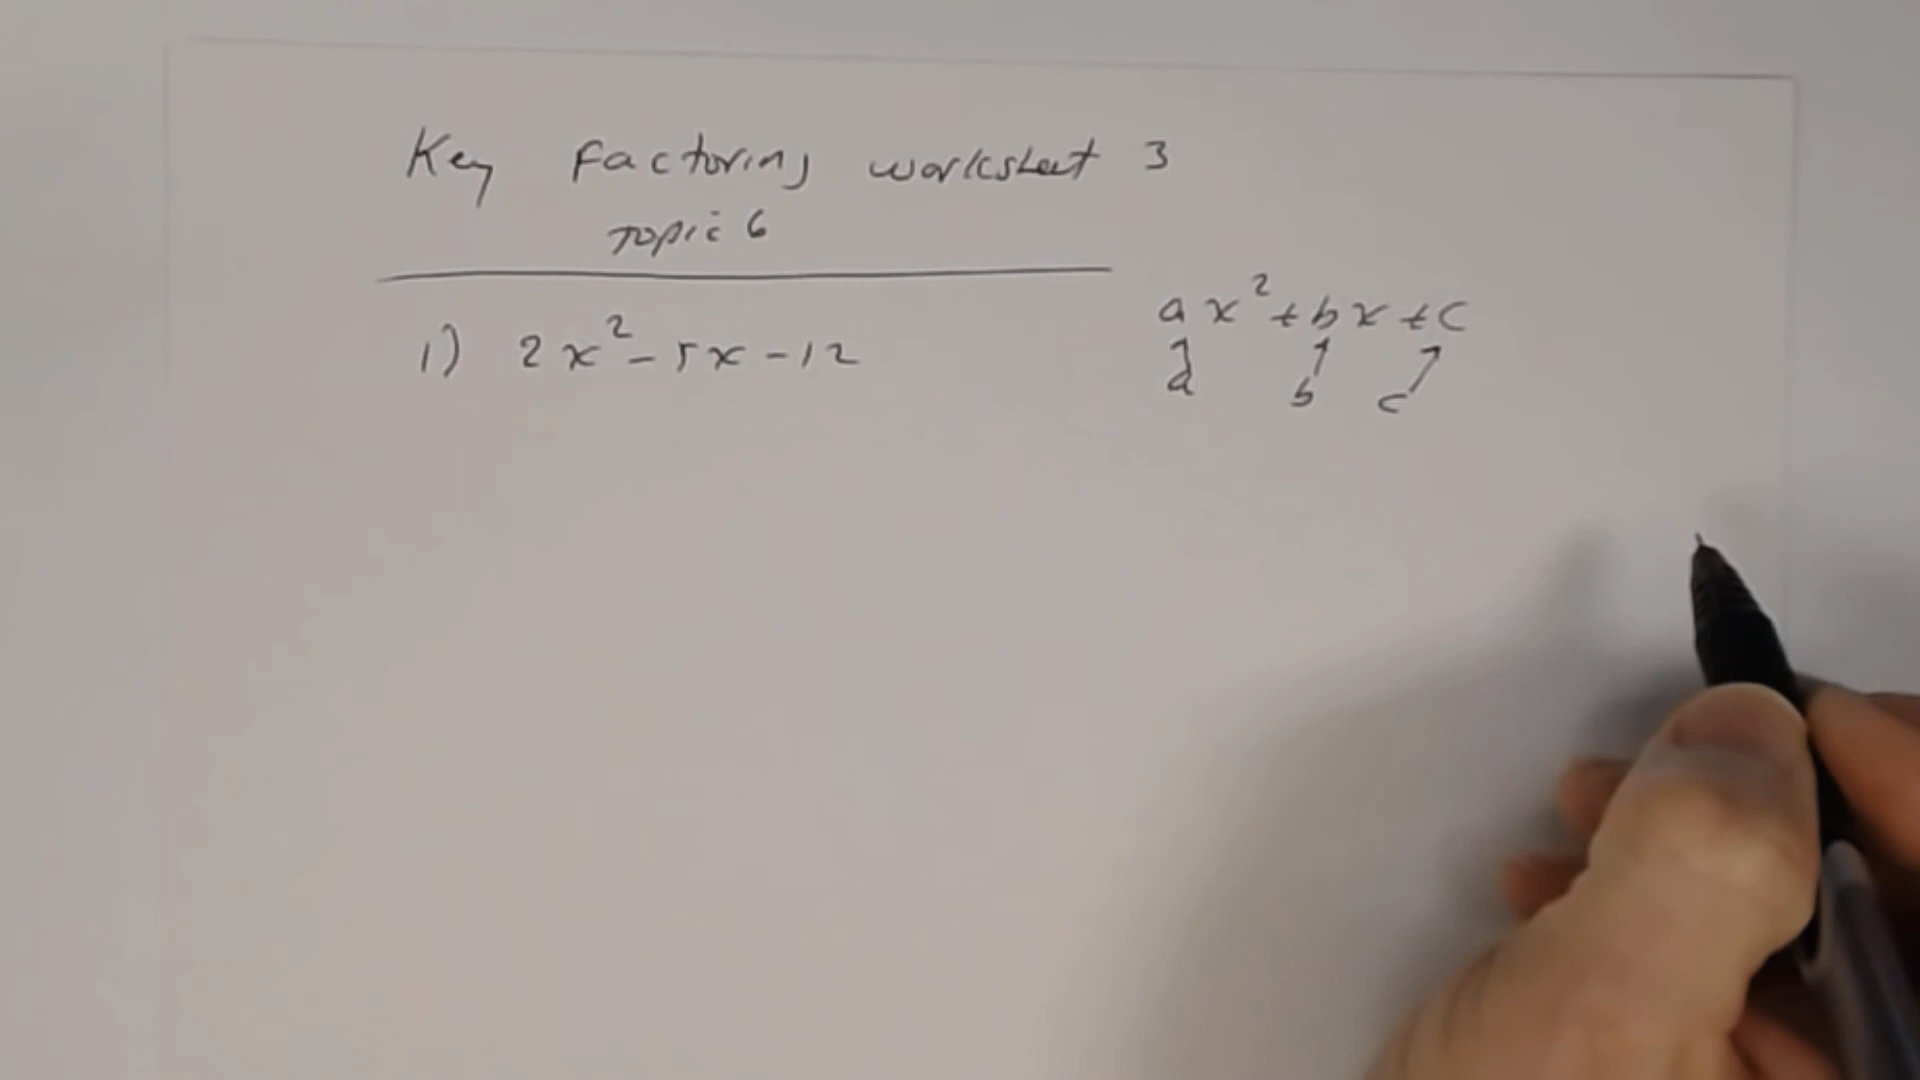 Key Factoring worksheet 3
Topic 6
1) 2x² - 5x - 12
ax² + bx + c
a b c